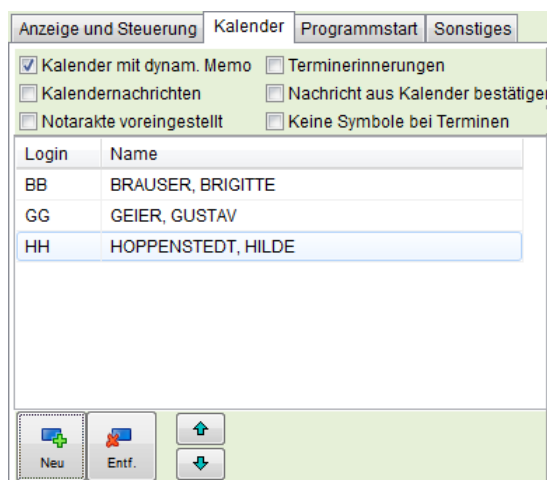 Anzeige und Steuerung Kalender Programmstart Sonstiges
Kalender mit dynam. Memo Terminerinnerungen
Kalendernachrichten Nachricht aus Kalender bestätigen
Notarakte voreingestellt Keine Symbole bei Terminen
Login Name
BB BRAUSER, BRIGITTE
GG GEIER, GUSTAV
HH HOPPENSTEDT, HILDE
Neu Entf.